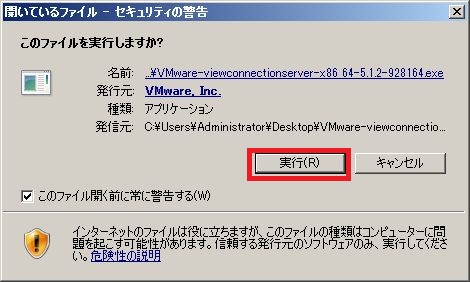 開いているファイル - セキュリティの警告
このファイルを実行しますか?
名前: ...¥VMware-viewconnectionserver-x86 64-5.1.2-928164.exe
発行元: VMware, Inc.
種類: アプリケーション
発信元: C:¥Users¥Administrator¥Desktop¥VMware-viewconnectio...
実行(R)
キャンセル
このファイル開く前に常に警告する(W)
インターネットのファイルは役に立ちますが、このファイルの種類はコンピューターに問
題を起こす可能性があります。信頼する発行元のソフトウェアのみ、実行してくださ
い。危険性の説明